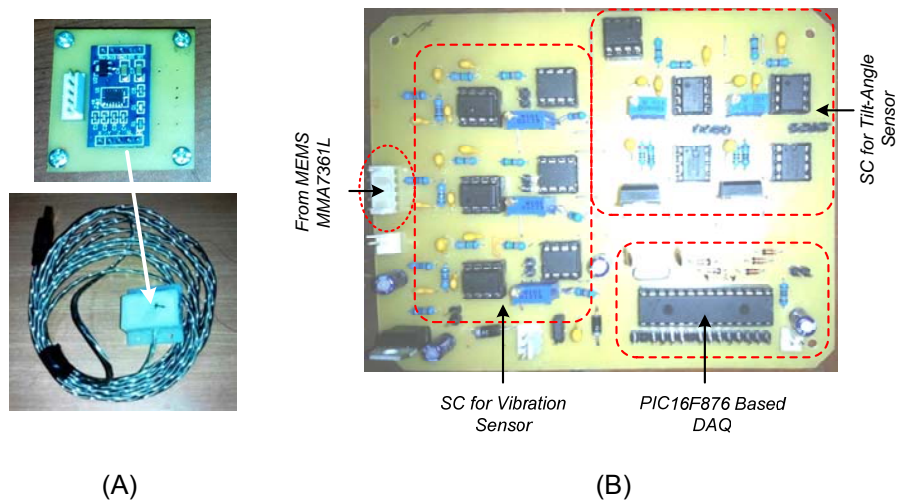 From MEMS
MMA7361L
SC for Tilt-Angle
Sensor
SC for Vibration
Sensor
PIC16F876 Based
DAQ
(A)
(B)